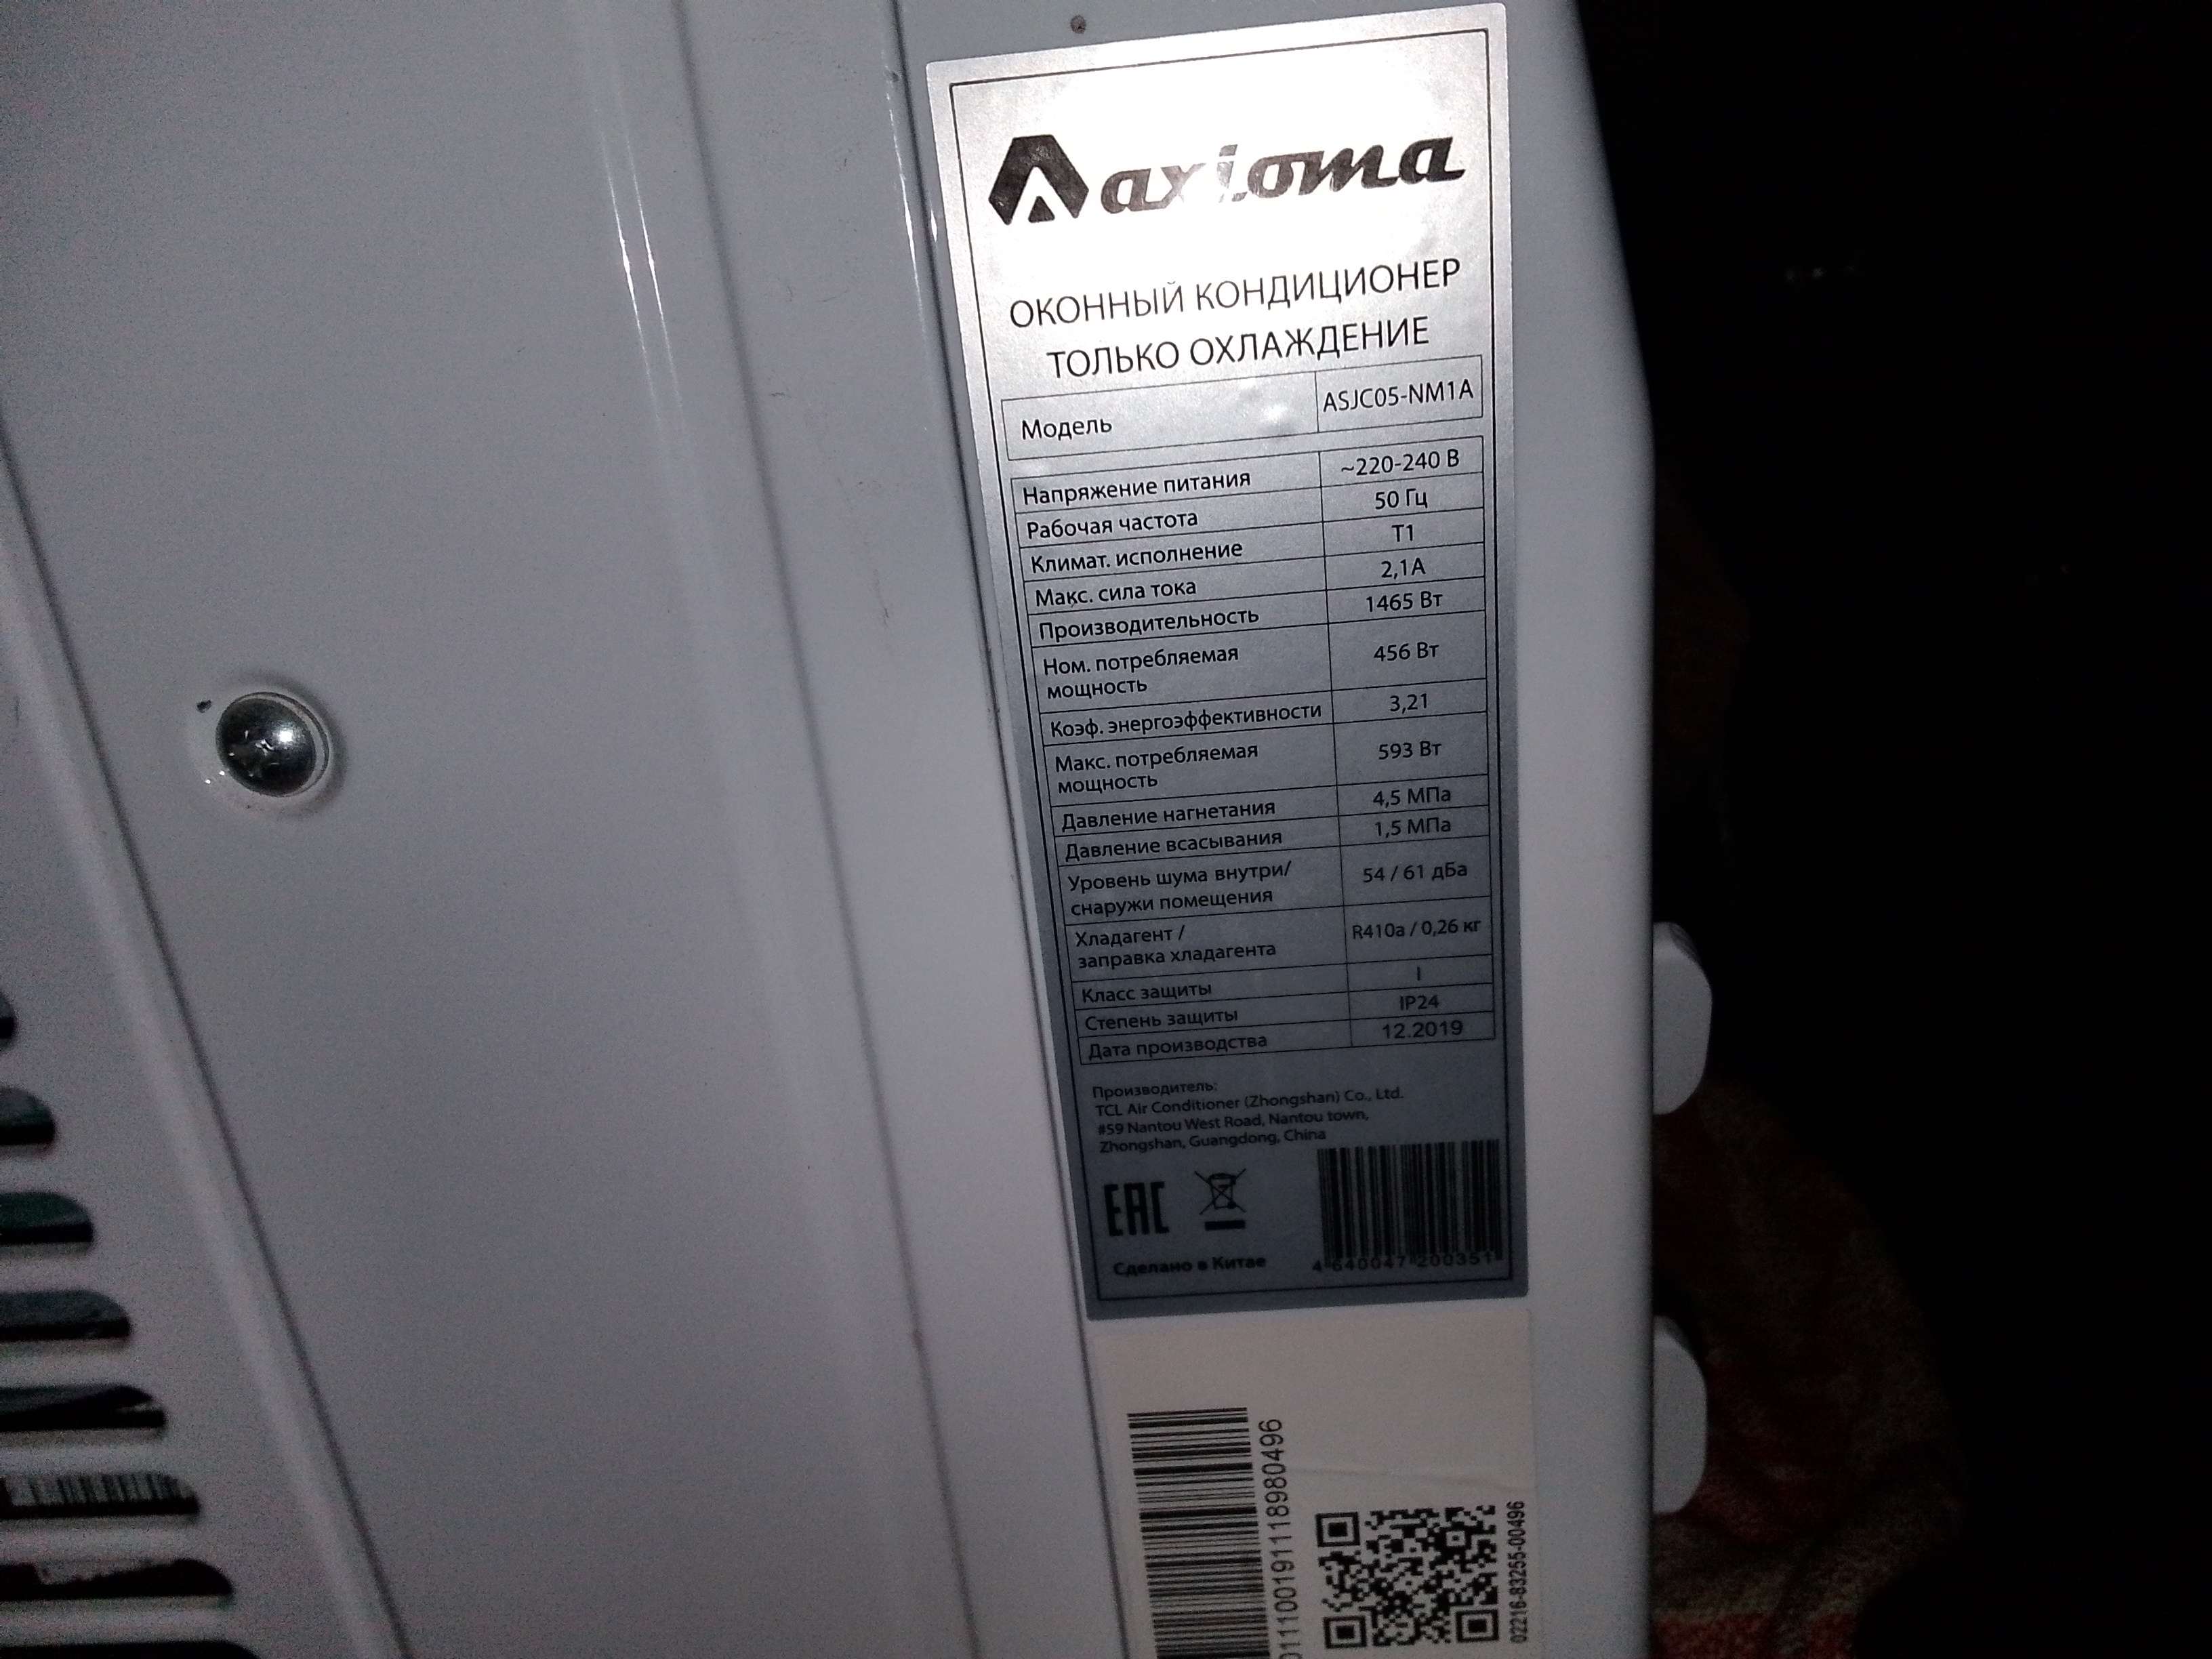 axioma
ОКОННЫЙ КОНДИЦИОНЕР
ТОЛЬКО ОХЛАЖДЕНИЕ
Модель ASJC05-NM1A
Напряжение питания ~220-240 В
Рабочая частота 50 Гц
Климат. исполнение T1
Макс. сила тока 2,1А
Производительность 1465 Вт
Ном. потребляемая
мощность 456 Вт
Коэф. энергоэффективности 3,21
Макс. потребляемая
мощность 593 Вт
Давление нагнетания 4,5 МПа
Давление всасывания 1,5 МПа
Уровень шума внутри/
снаружи помещения 54 / 61 дБа
Хладагент /
заправка хладагента R410a / 0,26 кг
Класс защиты I
Степень защиты IP24
Дата производства 12.2019
Производитель:
TCL Air Conditioner (Zhongshan) Co., Ltd.
#59 Nantou West Road, Nantou town,
Zhongshan, Guangdong, China
EAC
Сделано в Китае
4 640047 200351
02216-83255-00496